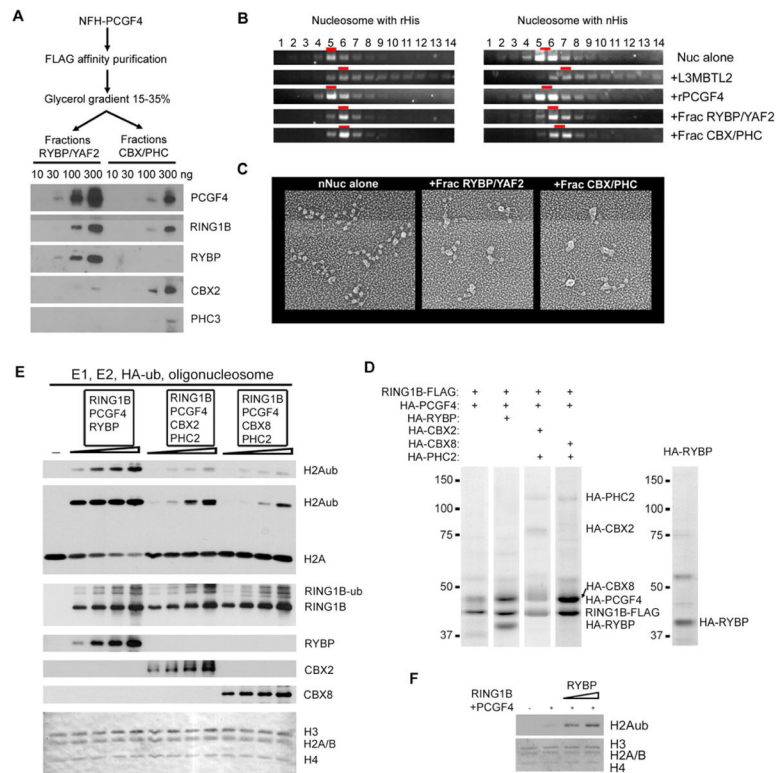 A
NFH-PCGF4
FLAG affinity purification
Glycerol gradient 15-35%
Fractions Fractions
RYBP/YAF2 CBX/PHC
10 30 100 300 10 30 100 300 ng
PCGF4
RING1B
RYBP
CBX2
PHC3
B
Nucleosome with rHis Nucleosome with nHis
1 2 3 4 5 6 7 8 9 10 11 12 13 14 1 2 3 4 5 6 7 8 9 10 11 12 13 14
Nuc alone
+L3MBTL2
+rPCGF4
+Frac RYBP/YAF2
+Frac CBX/PHC
C
nNuc alone +Frac RYBP/YAF2 +Frac CBX/PHC
E
E1, E2, HA-ub, oligonucleosome
RING1B RING1B RING1B
PCGF4 PCGF4 PCGF4
RYBP CBX2 CBX8
PHC2 PHC2
–
H2Aub
H2Aub
H2A
RING1B-ub
RING1B
RYBP
CBX2
CBX8
H3
H2A/B
H4
D
RING1B-FLAG: + + + +
HA-PCGF4: + + + +
HA-RYBP: +
HA-CBX2: +
HA-CBX8: +
HA-PHC2: + +
HA-RYBP
150
100
75
50
37
HA-PHC2
HA-CBX2
HA-CBX8
HA-PCGF4
RING1B-FLAG
HA-RYBP
150
100
75
50
37
HA-RYBP
F
RYBP
RING1B
+PCGF4 - + + +
H2Aub
H3
H2A/B
H4